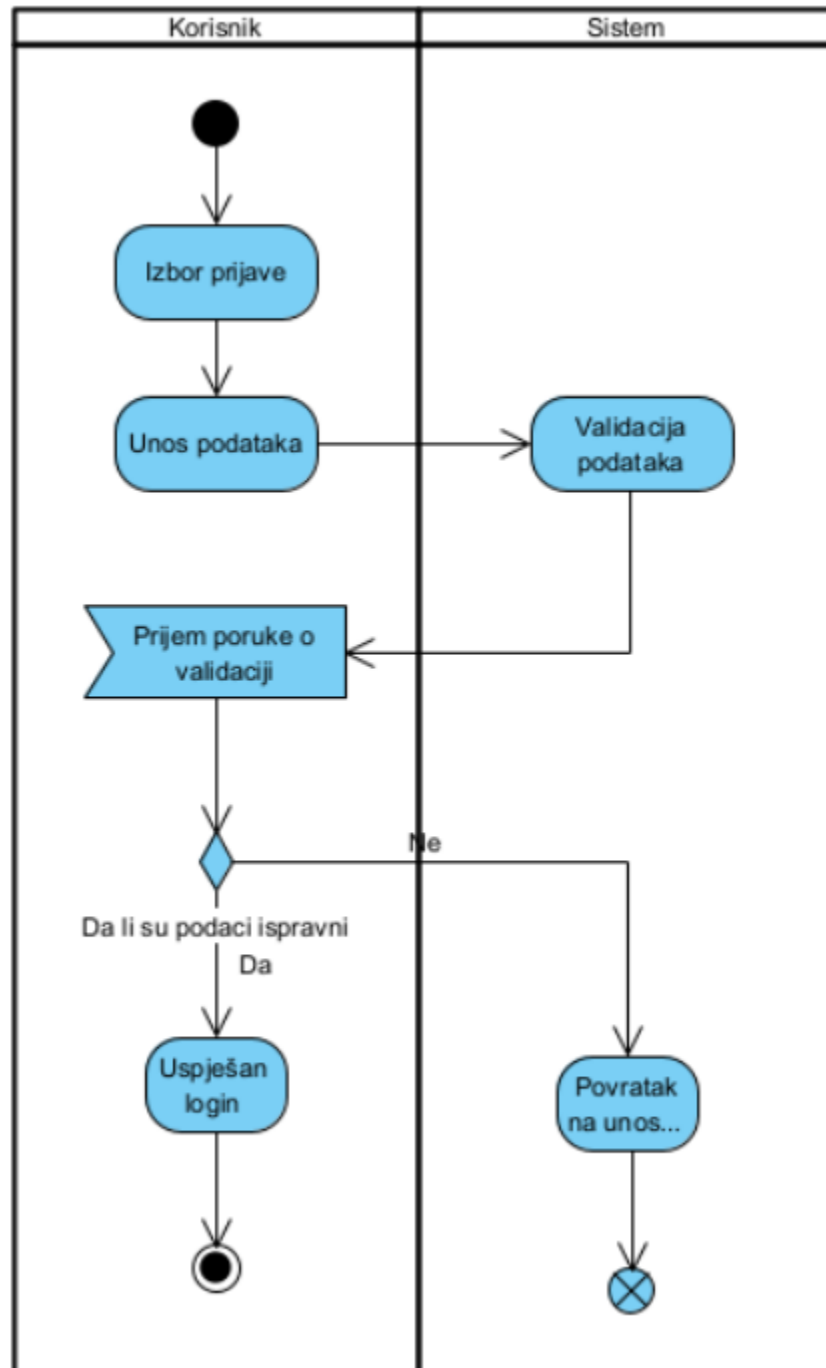 Korisnik
Sistem
Izbor prijave
Unos podataka
Validacija
podataka
Prijem poruke o
validaciji
Ne
Da li su podaci ispravni
Da
Uspješan
login
Povratak
na unos...